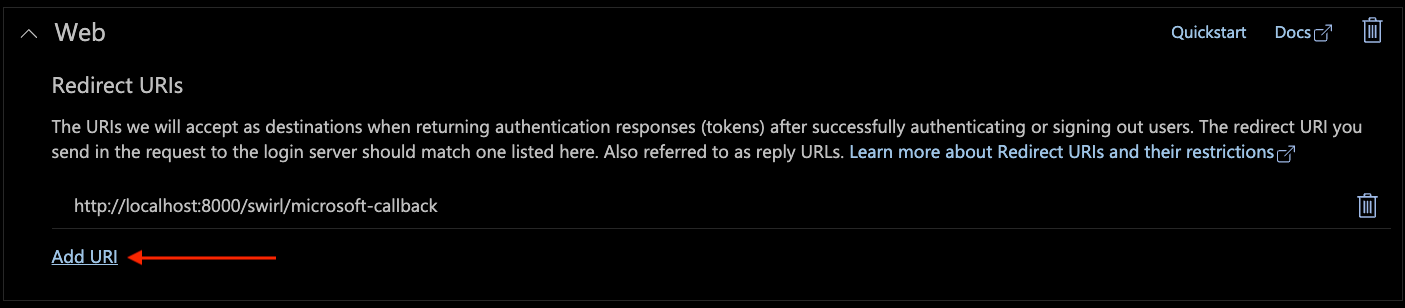 Web
Quickstart
Docs
Redirect URIs
The URIs we will accept as destinations when returning authentication responses (tokens) after successfully authenticating or signing out users. The redirect URI you
send in the request to the login server should match one listed here. Also referred to as reply URLs. Learn more about Redirect URIs and their restrictions
http://localhost:8000/swirl/microsoft-callback
Add URI